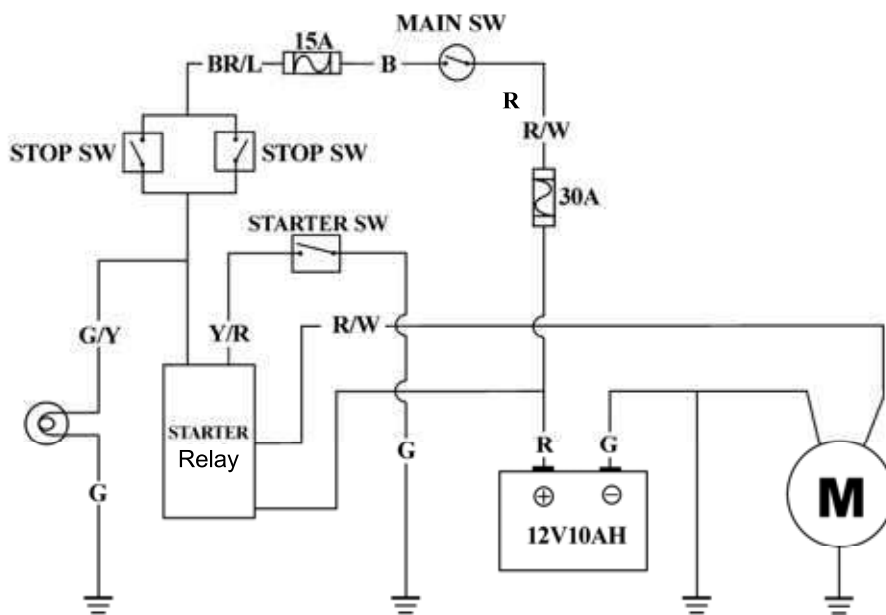 MAIN SW
15A
BR/L
B
R
R/W
STOP SW
STOP SW
30A
STARTER SW
G/Y
Y/R
R/W
STARTER
Relay
G
G
R
G
12V10AH
M